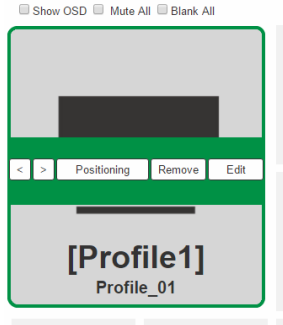 Show OSD Mute All Blank All
< > Positioning Remove Edit
[Profile1]
Profile_01